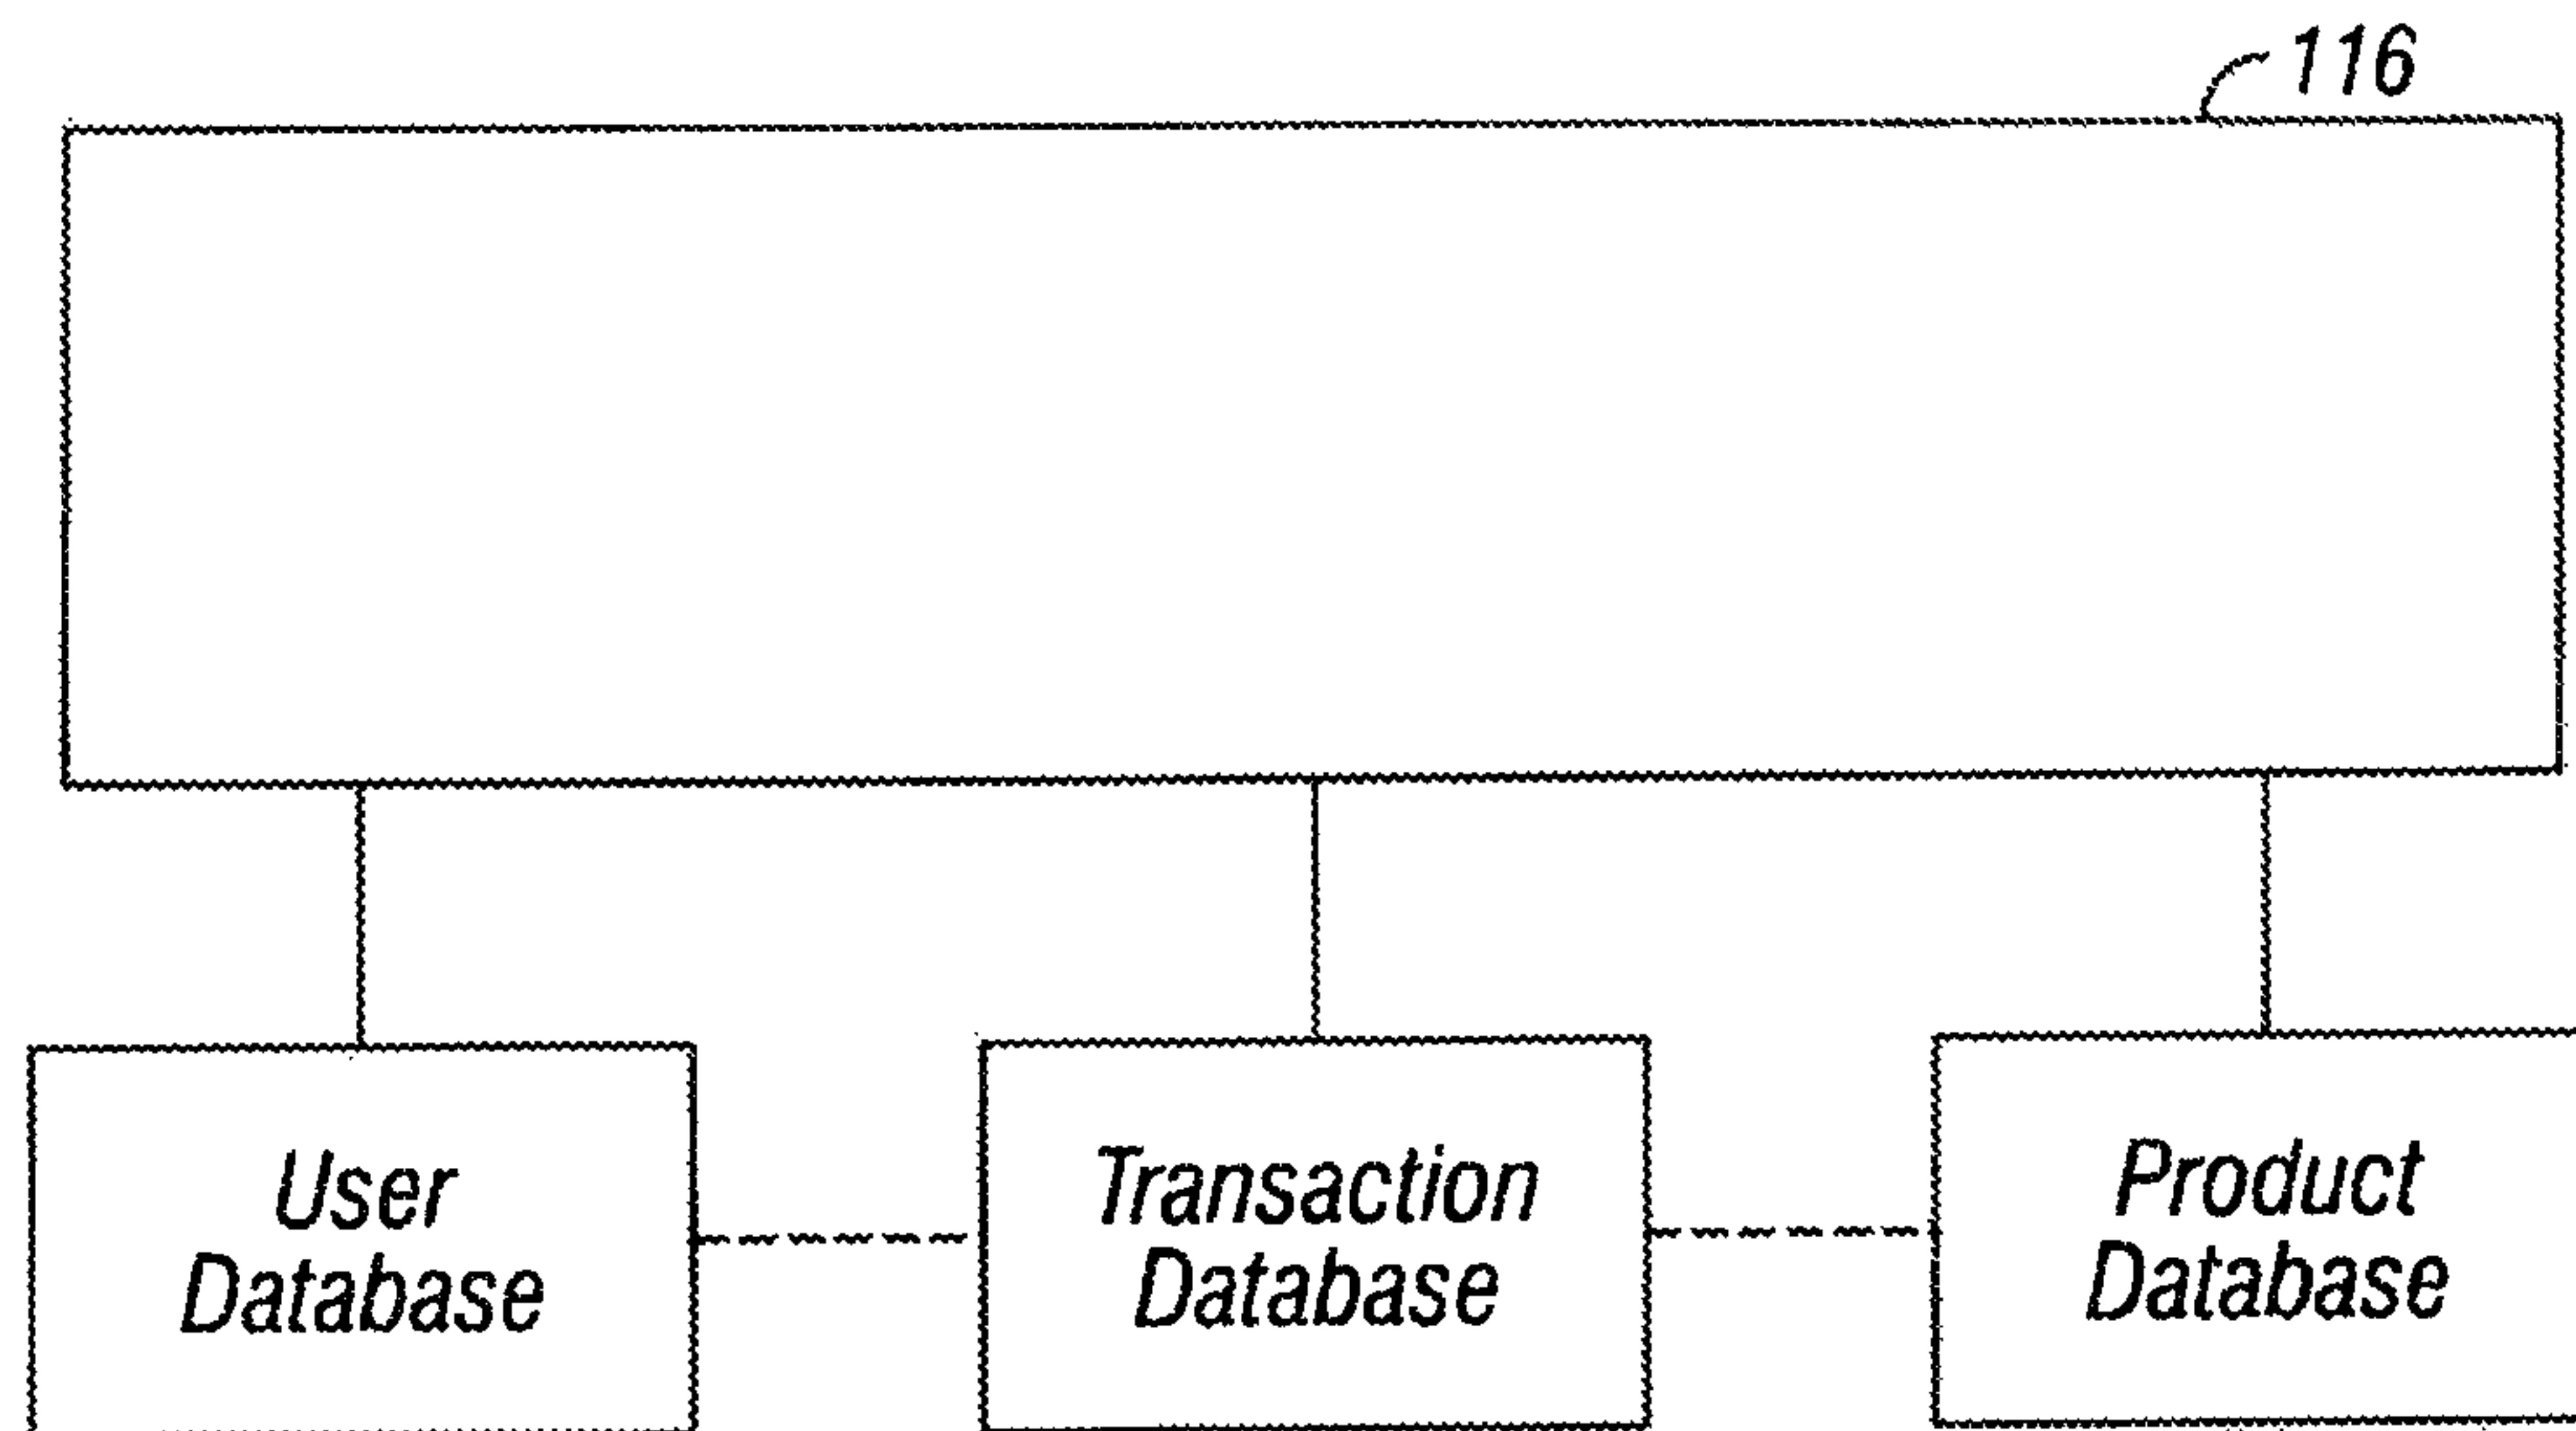 116
User
Database
Transaction
Database
Product
Database